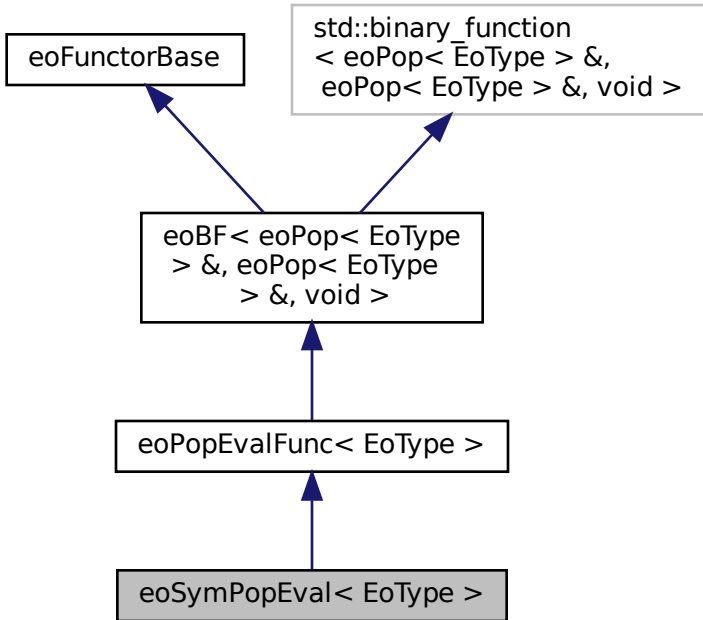 eoFunctorBase
std::binary_function
< eoPop< EoType > &,
eoPop< EoType > &, void >
eoBF< eoPop< EoType
> &, eoPop< EoType
> &, void >
eoPopEvalFunc< EoType >
eoSymPopEval< EoType >